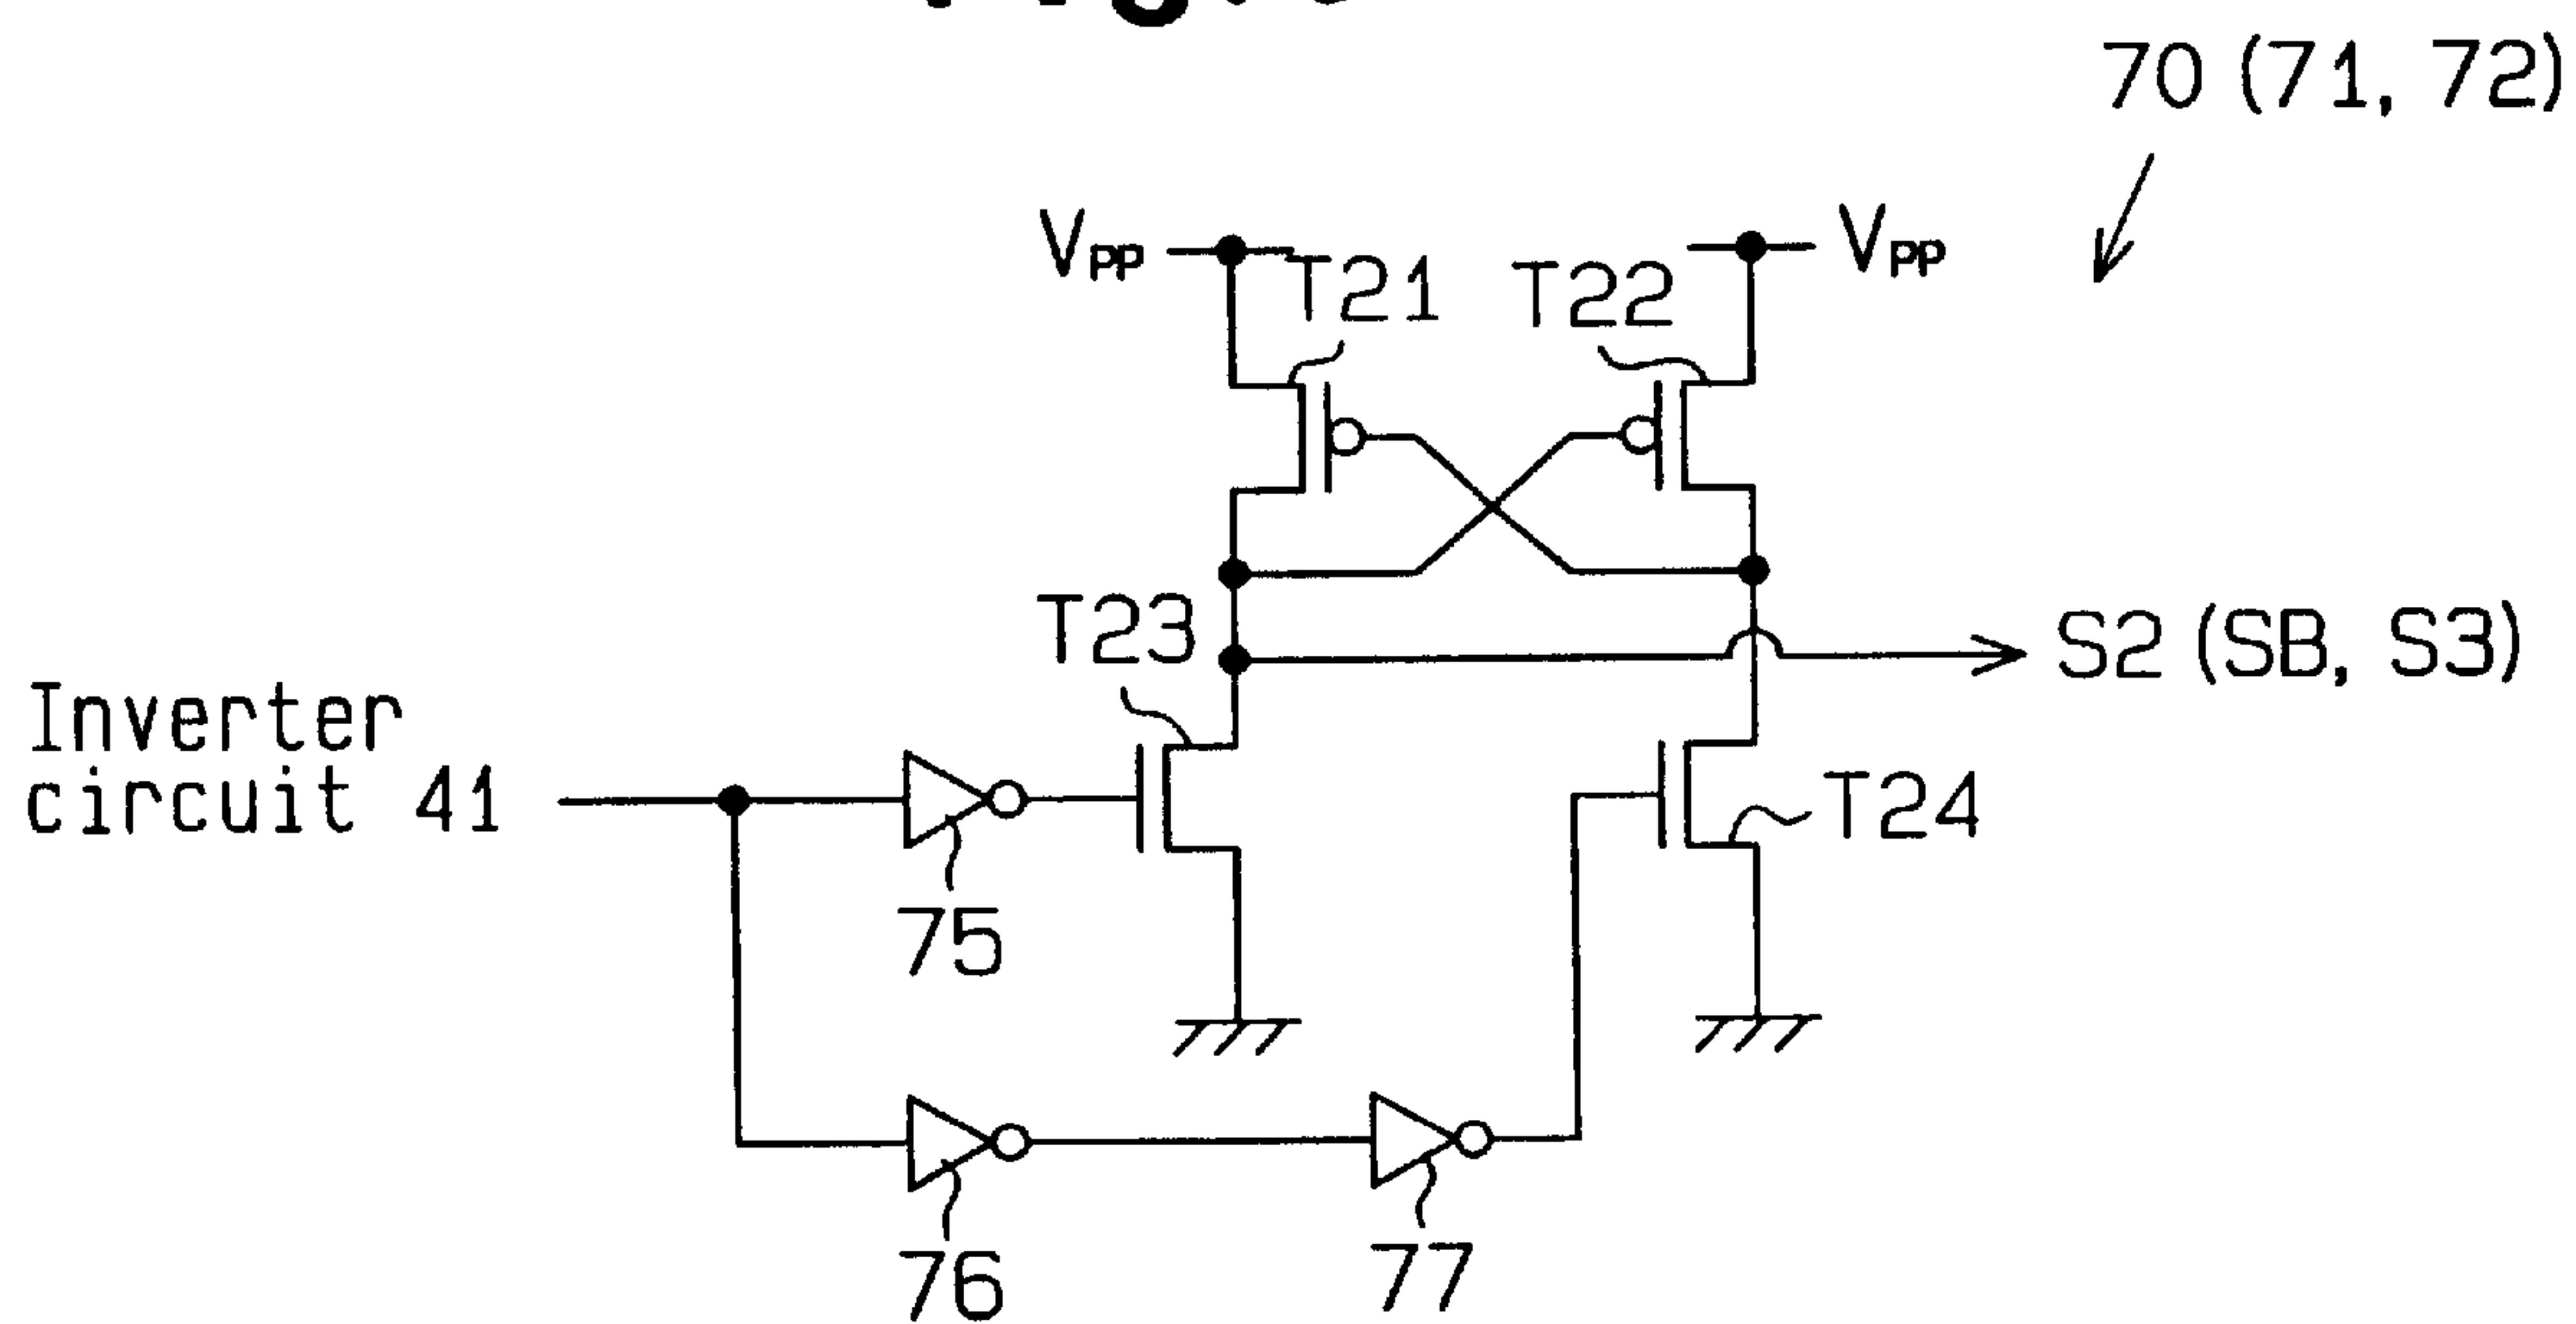 70 (71, 72)
VPP
T21
T22
VPP
T23
S2 (SB, S3)
Inverter
circuit 41
T24
75
76
77